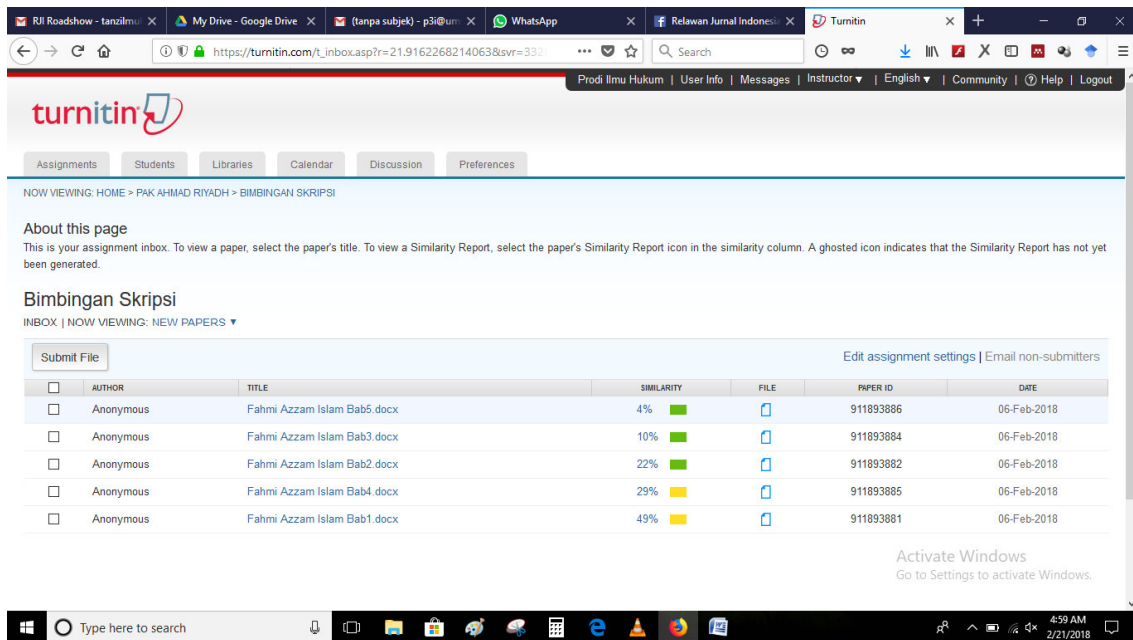 RJI Roadshow - tanzilmu
My Drive - Google Drive
(tanpa subjek) - p3i@um
WhatsApp
Relawan Jurnal Indonesi
Turnitin
https://turnitin.com/t_inbox.asp?r=21.9162268214063&svr=332
Search
Prodi Ilmu Hukum | User Info | Messages | Instructor ▼ | English ▼ | Community | ? Help | Logout
turnitin
Assignments Students Libraries Calendar Discussion Preferences
NOW VIEWING: HOME > PAK AHMAD RIYADH > BIMBINGAN SKRIPSI
About this page
This is your assignment inbox. To view a paper, select the paper's title. To view a Similarity Report, select the paper's Similarity Report icon in the similarity column. A ghosted icon indicates that the Similarity Report has not yet
been generated.
Bimbingan Skripsi
INBOX | NOW VIEWING: NEW PAPERS ▼
Submit File
Edit assignment settings | Email non-submitters
AUTHOR TITLE SIMILARITY FILE PAPER ID DATE
Anonymous Fahmi Azzam Islam Bab5.docx 4% 911893886 06-Feb-2018
Anonymous Fahmi Azzam Islam Bab3.docx 10% 911893884 06-Feb-2018
Anonymous Fahmi Azzam Islam Bab2.docx 22% 911893882 06-Feb-2018
Anonymous Fahmi Azzam Islam Bab4.docx 29% 911893885 06-Feb-2018
Anonymous Fahmi Azzam Islam Bab1.docx 49% 911893881 06-Feb-2018
Activate Windows
Go to Settings to activate Windows.
Type here to search
4:59 AM
2/21/2018